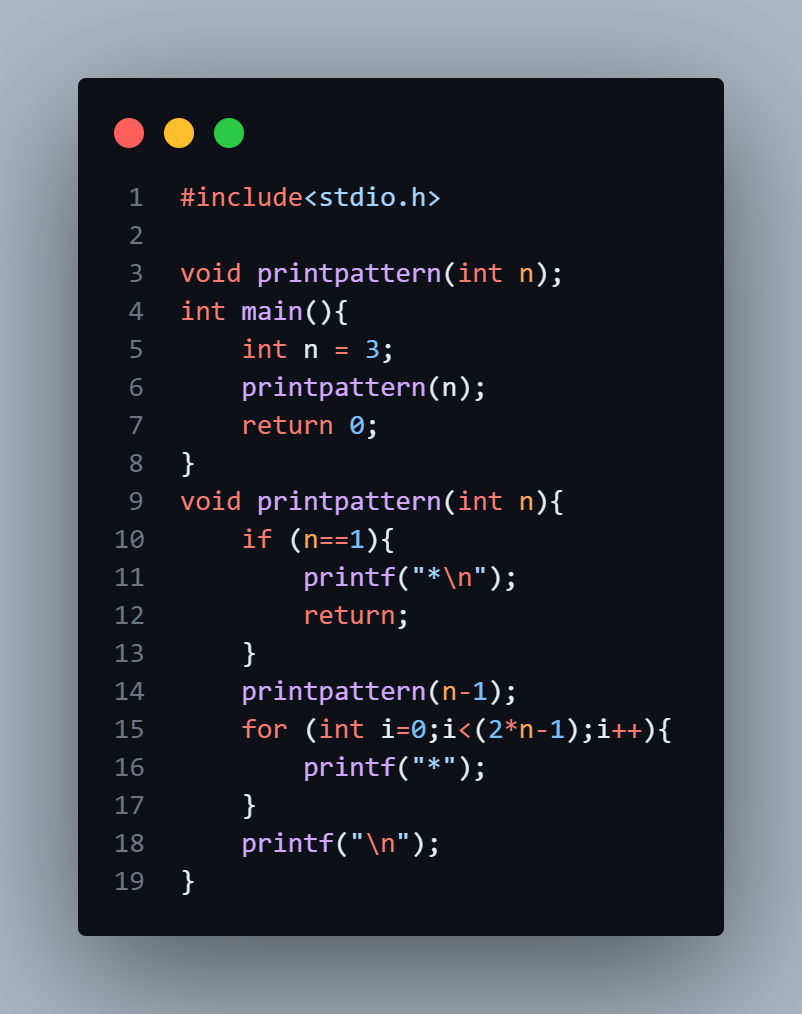 1 #include<stdio.h>
2
3 void printpattern(int n);
4 int main(){
5     int n = 3;
6     printpattern(n);
7     return 0;
8 }
9 void printpattern(int n){
10     if (n==1){
11         printf("*\n");
12         return;
13     }
14     printpattern(n-1);
15     for (int i=0;i<(2*n-1);i++){
16         printf("*");
17     }
18     printf("\n");
19 }